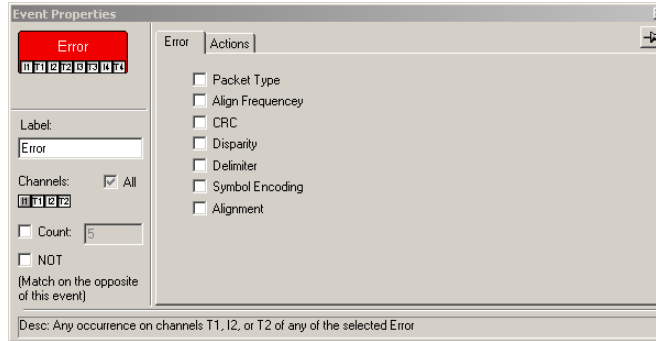 Event Properties
Error
I1 T1 I2 T2 I3 T3 I4 T4
Label:
Error
Channels: All
I1 T1 I2 T2
Count: 5
NOT
(Match on the opposite
of this event)
Error Actions
Packet Type
Align Frequencey
CRC
Disparity
Delimiter
Symbol Encoding
Alignment
Desc: Any occurrence on channels T1, I2, or T2 of any of the selected Error